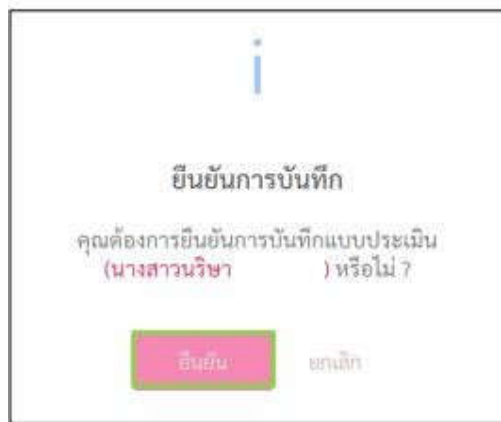 i
ยืนยันการบันทึก
คุณต้องการยืนยันการบันทึกแบบประเมิน
(นางสาวนริษา ) หรือไม่ ?
ยืนยัน ยกเลิก